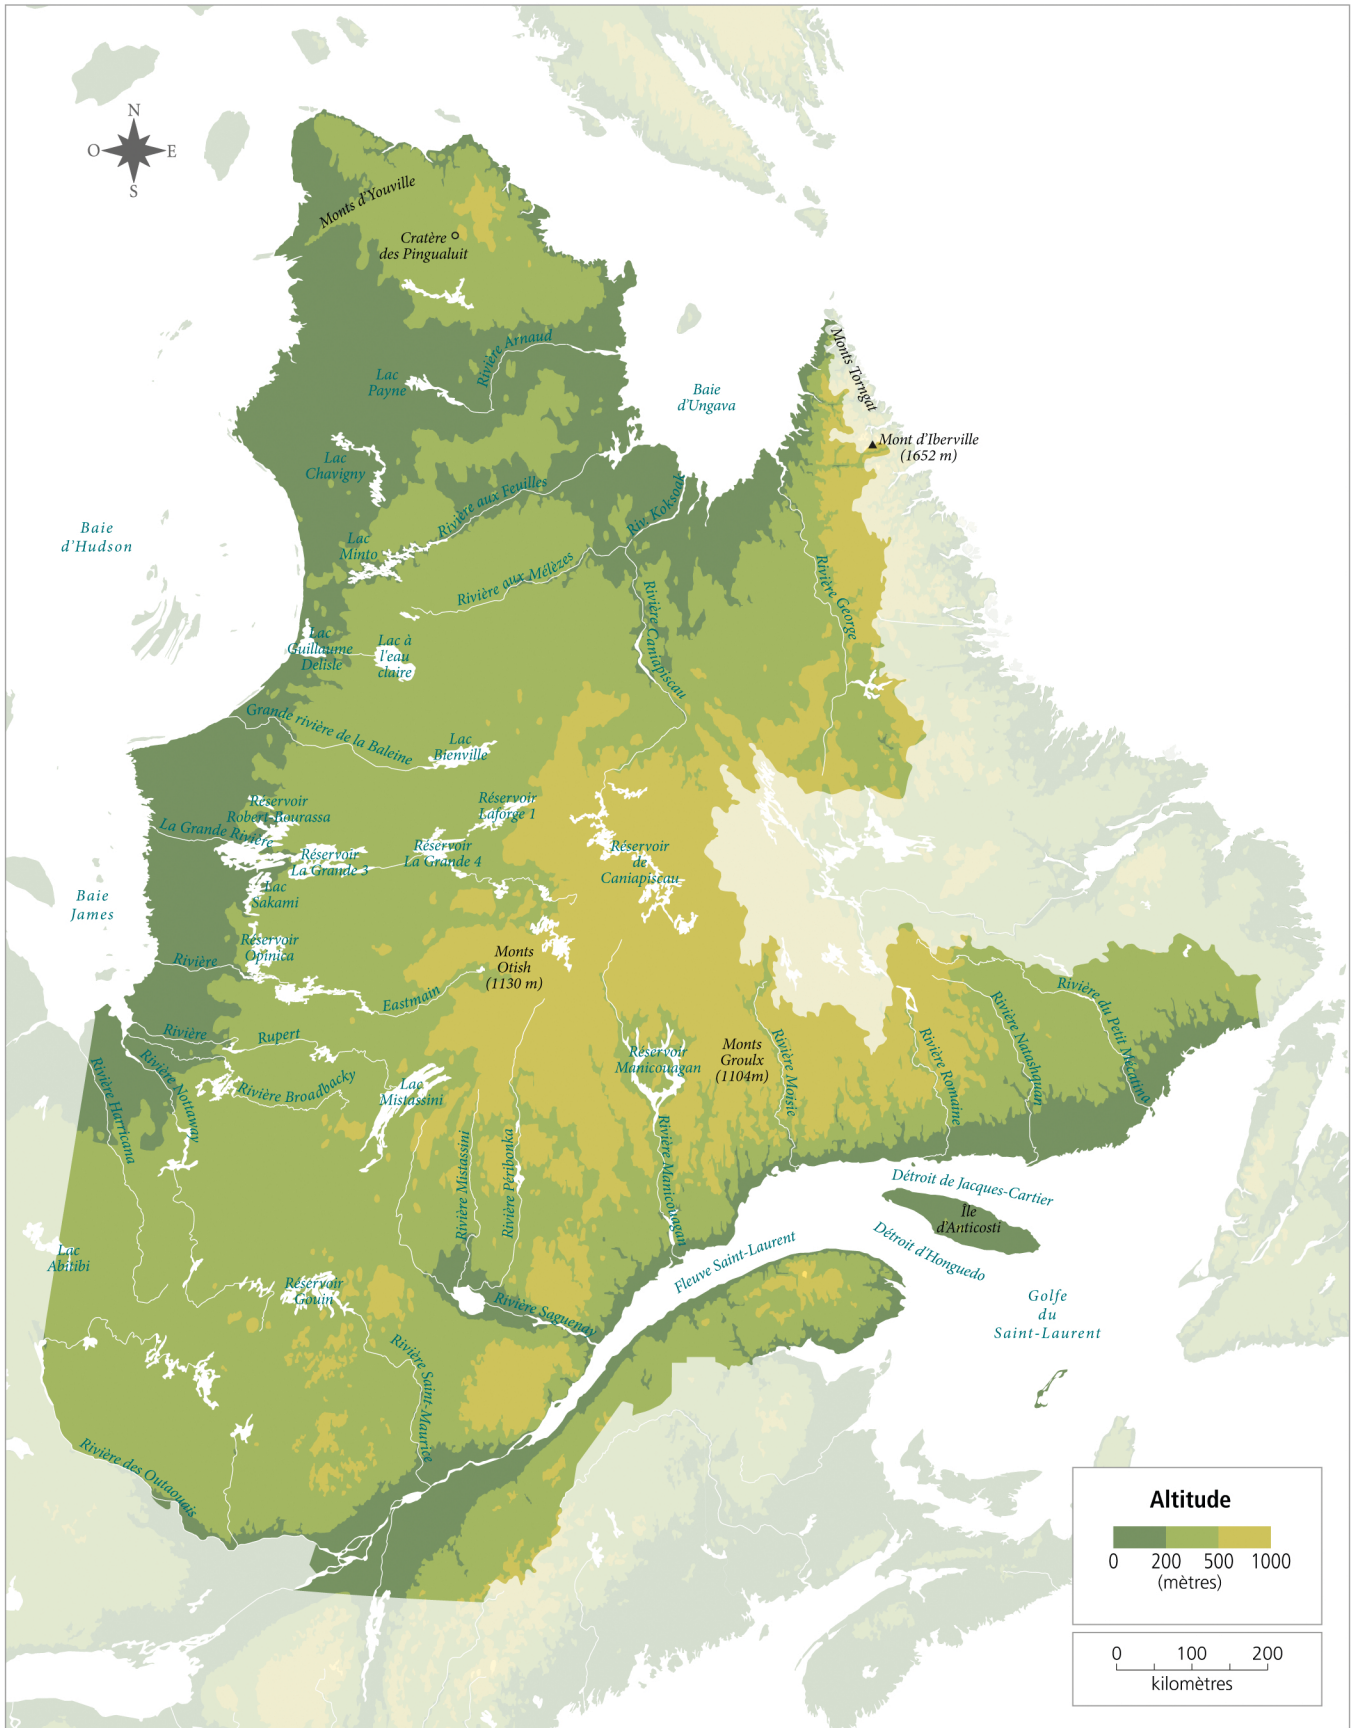 N
O
E
S
Monts d'Youville
Cratère
des Pingualuit
Rivière Arnaud
Lac
Payne
Baie
d'Ungava
Monts Torngat
Mont d'Iberville
(1652 m)
Lac
Chavigny
Rivière aux Feuilles
Riv. Koksoak
Baie
d'Hudson
Lac
Minto
Rivière aux Mélèzes
Rivière Caniapiscau
Rivière George
Lac
Guillaume
Delisle
Lac à
l'eau
claire
Grande rivière de la Baleine
Lac
Bienville
Réservoir
Robert-Bourassa
Réservoir
Laforge 1
La Grande Rivière
Réservoir
La Grande 3
Réservoir
La Grande 4
Réservoir
de
Caniapiscau
Lac
Sakami
Baie
James
Réservoir
Opinica
Monts
Otish
(1130 m)
Rivière
Eastmain
Rivière
Rupert
Rivière Nottaway
Rivière Broadbacky
Rivière Harricana
Lac
Mistassini
Réservoir
Manicouagan
Monts
Groulx
(1104m)
Rivière Moisie
Rivière Romaine
Rivière Natashquan
Rivière du Petit Mécatina
Rivière Mistassini
Rivière Péribonka
Rivière Manicouagan
Détroit de Jacques-Cartier
Île
d'Anticosti
Détroit d'Honguedo
Fleuve Saint-Laurent
Lac
Abitibi
Réservoir
Gouin
Rivière Saguenay
Golfe
du
Saint-Laurent
Rivière Saint-Maurice
Rivière des Outaouais
Altitude
0 200 500 1000
(mètres)
0 100 200
kilomètres